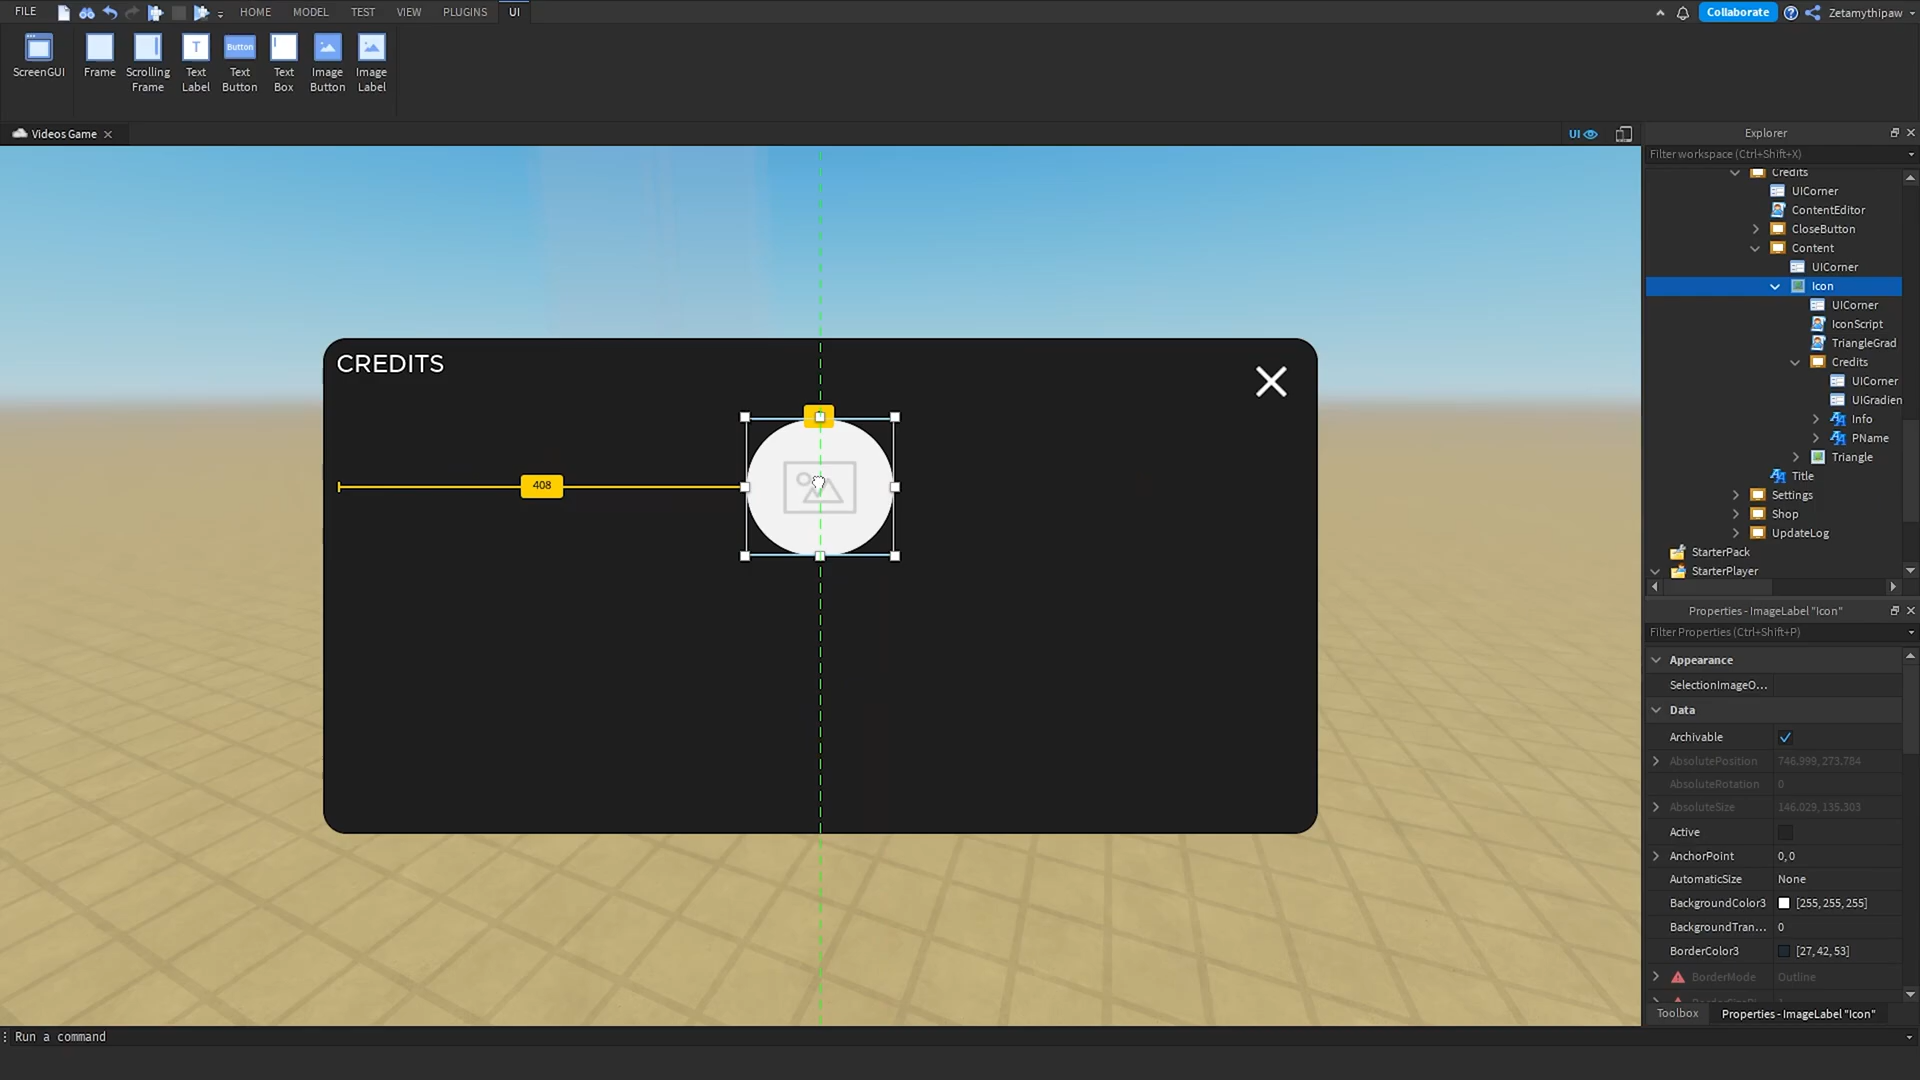 FILE
HOME
MODEL
TEST
VIEW
PLUGINS
UI
Collaborate
Zetamythipaw
ScreenGUI
Frame
Scrolling
Frame
Text
Label
Button
Text
Button
Text
Box
Image
Button
Image
Label
Videos Game
UI
CREDITS
408
Explorer
Filter workspace (Ctrl+Shift+X)
Credits
UICorner
ContentEditor
CloseButton
Content
UICorner
Icon
UICorner
IconScript
TriangleGrad
Credits
UICorner
UIGradien
Info
PName
Triangle
Title
Settings
Shop
UpdateLog
StarterPack
StarterPlayer
Properties - ImageLabel "Icon"
Filter Properties (Ctrl+Shift+P)
Appearance
SelectionImageO...
Data
Archivable
AbsolutePosition 746.999, 273.784
AbsoluteRotation 0
AbsoluteSize 146.029, 135.303
Active
AnchorPoint 0,0
AutomaticSize None
BackgroundColor3 [255, 255, 255]
BackgroundTran... 0
BorderColor3 [27, 42, 53]
BorderMode Outline
Toolbox
Properties - ImageLabel "Icon"
Run a command